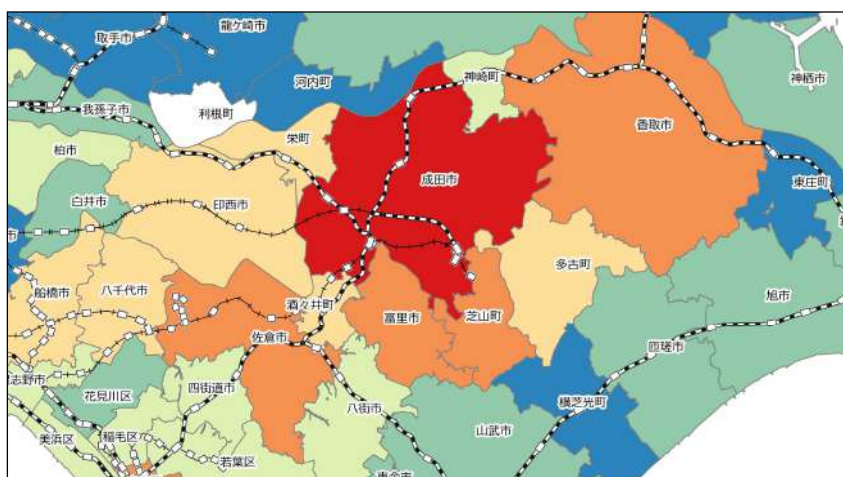 龍ケ崎市
取手市
河内町
神崎町
神栖市
利根町
我孫子市
香取市
栄町
柏市
成田市
東庄町
白井市
印西市
市
多古町
船橋市
八千代市
酒々井町
旭市
富里市
芝山町
佐倉市
匝瑳市
志野市
四街道市
花見川区
横芝光町
八街市
稲毛区
美浜区
山武市
若葉区